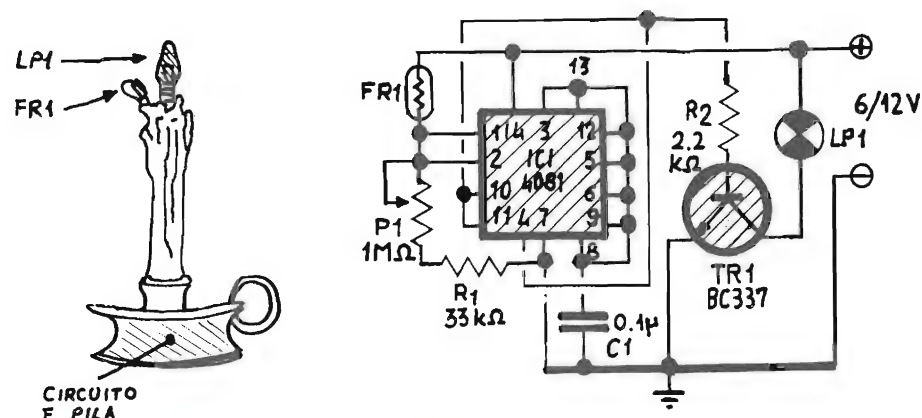 LP1
FR1
CIRCUITO
E PILA
FR1
P1
1MΩ
R1
33kΩ
13
1
14
3
12
2
IC1
5
10
4081
6
11
4
7
9
8
0.1µ
C1
R2
2.2
kΩ
TR1
BC337
LP1
6/12V
+
−